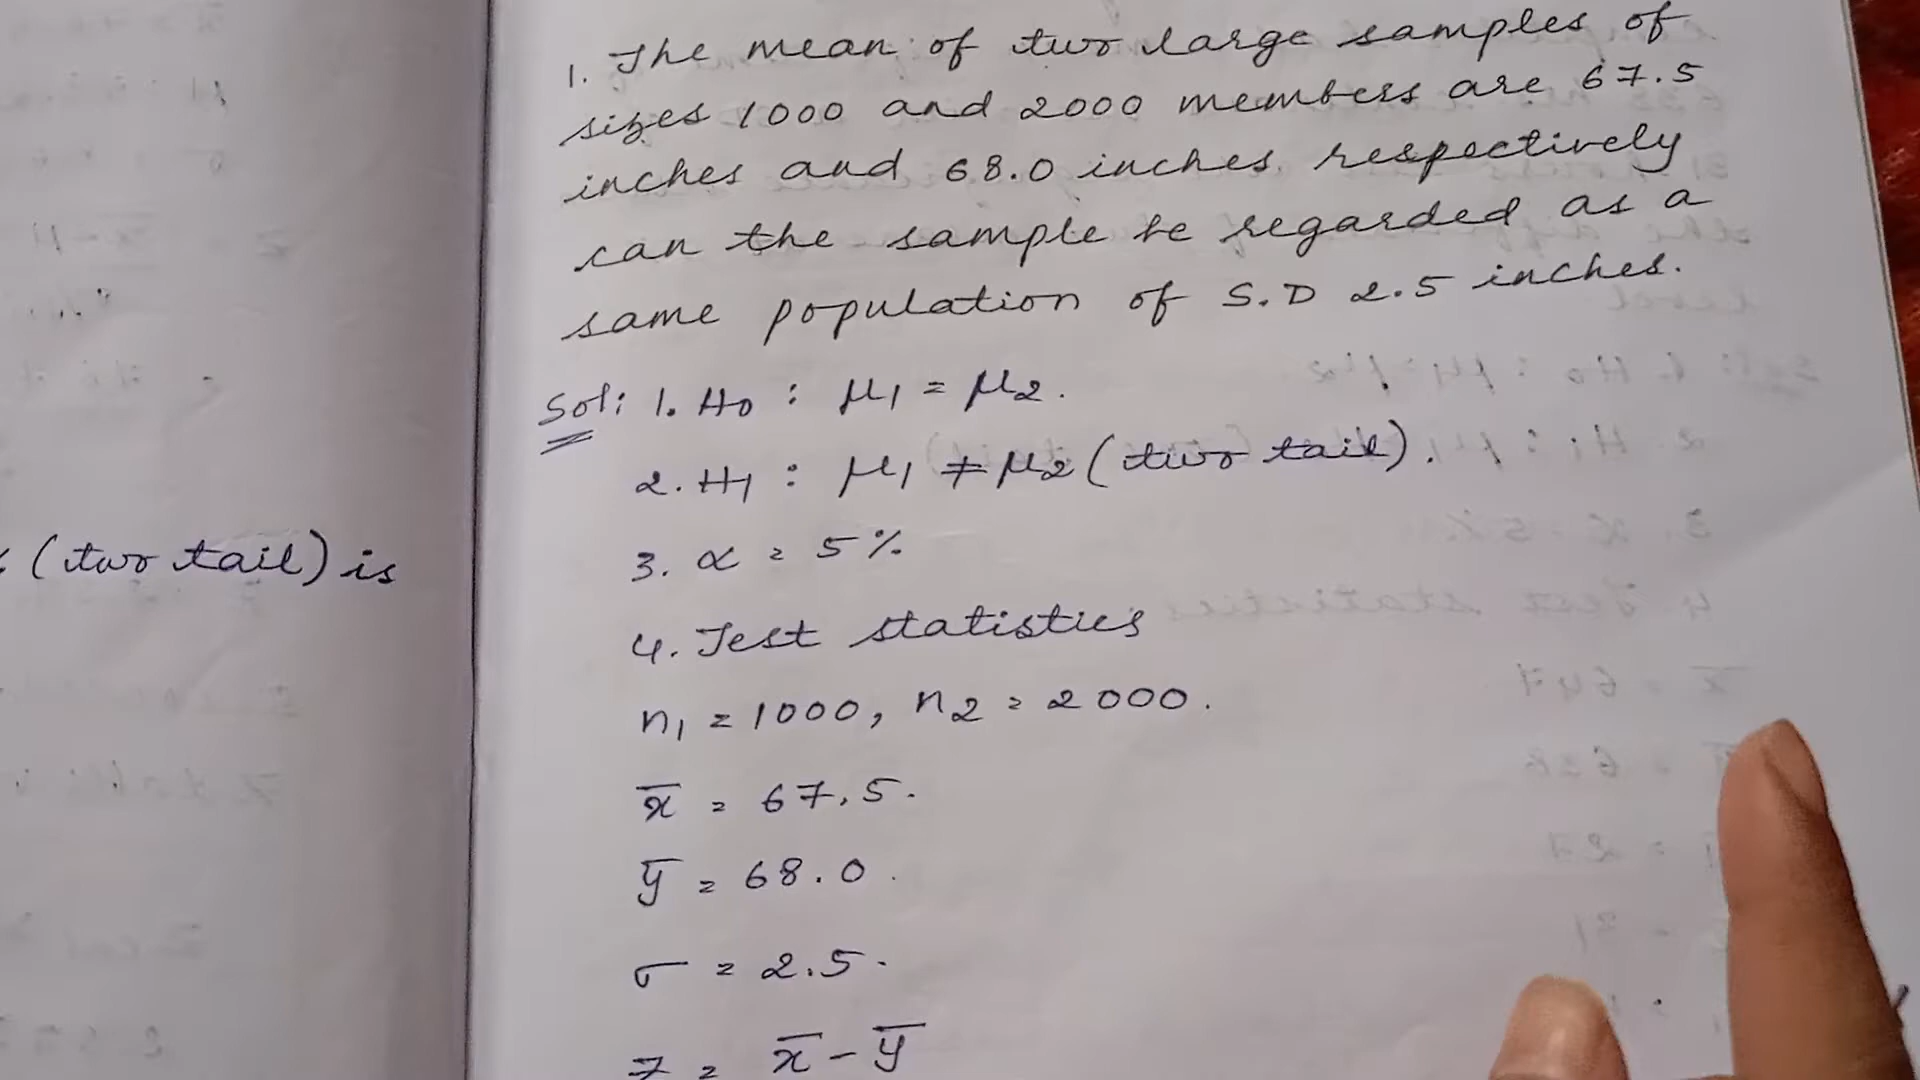 (two tail) is
1. The mean of two large samples of
sizes 1000 and 2000 members are 67.5
inches and 68.0 inches. respectively
can the sample be regarded as a
same population of S.D 2.5 inches.
Sol: 1. H0 : μ1 = μ2.
2. H1 : μ1 ≠ μ2 (two tail).
3. α = 5%
4. Test statistics
n1 = 1000, n2 = 2000.
x̄ = 67.5.
ȳ = 68.0.
σ = 2.5.
z = x̄ - ȳ